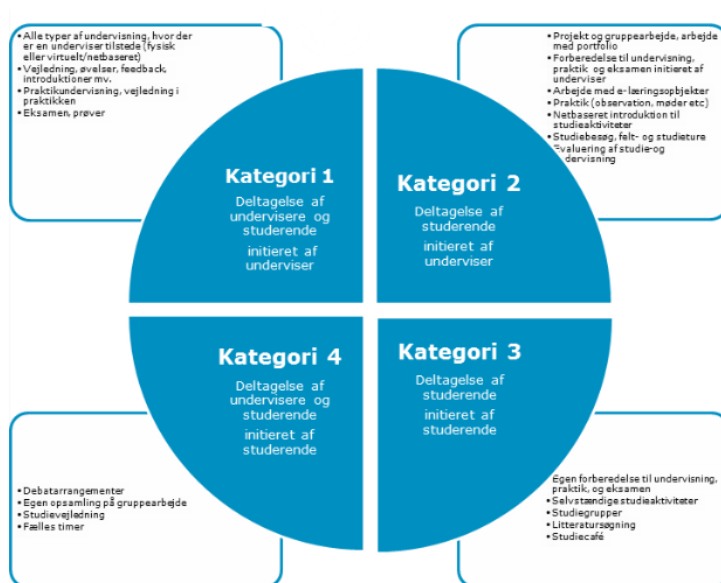 • Alle typer af undervisning, hvor der
er en underviser tilstede (fysisk
eller virtuelt/netbaseret)
• Vejledning, øvelser, feedback,
introduktioner mv.
• Praktikundervisning, vejledning i
praktikken
• Eksamen, prøver
• Projekt og gruppearbejde, arbejde
med portfolio
• Forberedelse til undervisning,
praktik og eksamen initieret af
underviser
• Arbejde med e-læringsobjekter
• Praktik (observation, møder etc)
• Netbaseret introduktion til
studieaktiviteter
• Studiebesøg, felt- og studieture
Evaluering af studie-og
undervisning
Kategori 1
Deltagelse af
undervisere og
studerende
initieret af
underviser
Kategori 2
Deltagelse af
studerende
initieret af
underviser
Kategori 4
Deltagelse af
undervisere og
studerende
initieret af
studerende
Kategori 3
Deltagelse af
studerende
initieret af
studerende
• Debatarrangementer
• Egen opsamling på gruppearbejde
• Studievejledning
• Fælles timer
Egen forberedelse til undervisning,
praktik, og eksamen
• Selvstændige studieaktiviteter
• Studiegrupper
• Litteratursøgning
• Studiecafé